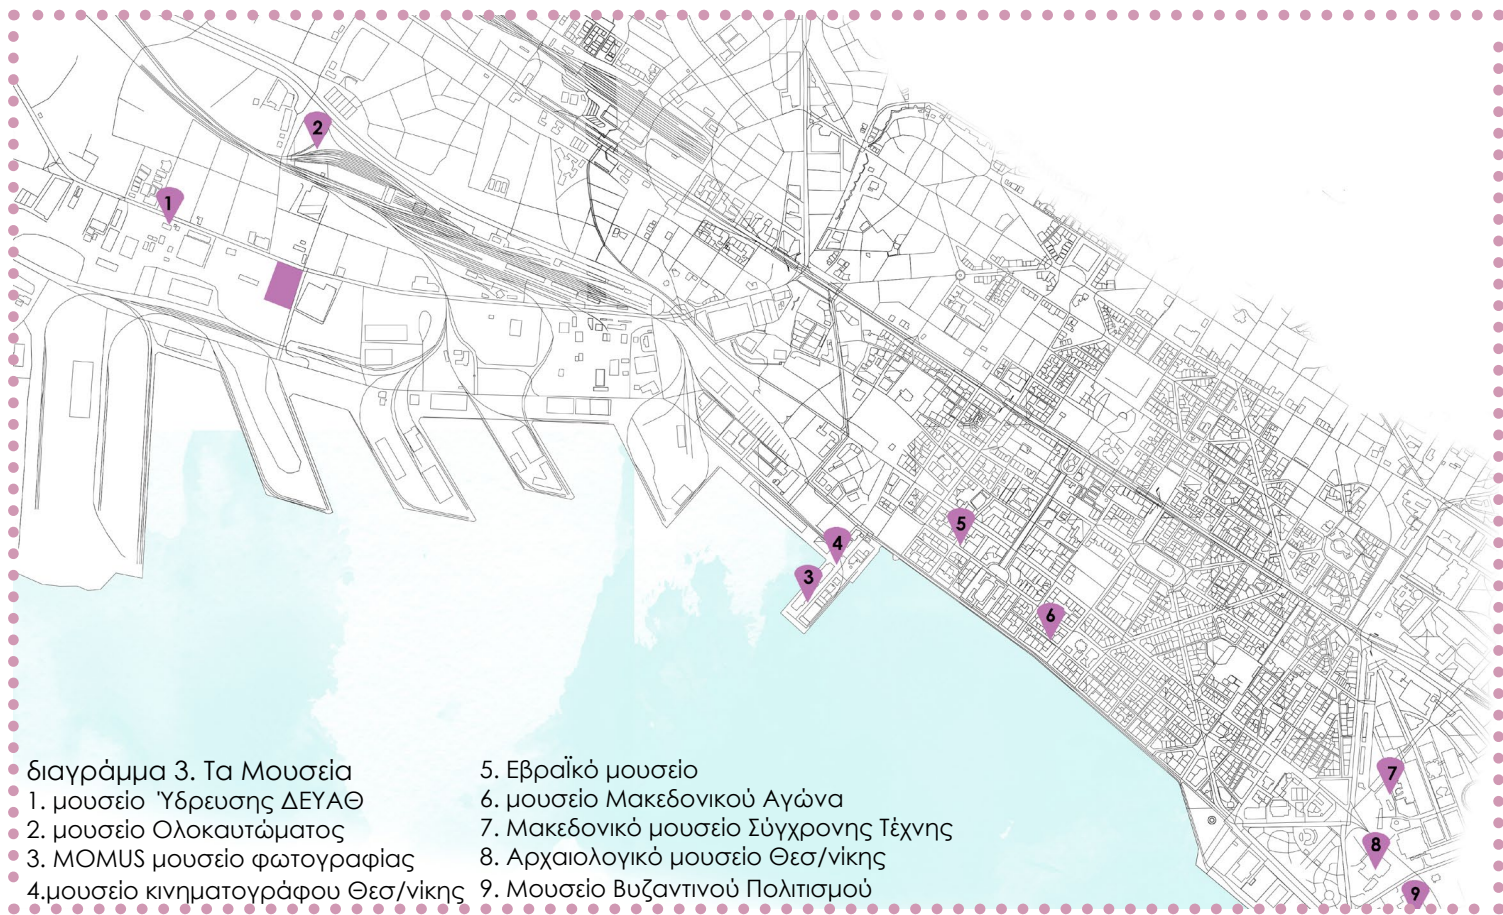 2
1
5
4
3
6
7
8
9
διαγράμμα 3. Τα Μουσεία
1. μουσείο Ύδρευσης ΔΕΥΑΘ
2. μουσείο Ολοκαυτώματος
3. MOMUS μουσείο φωτογραφίας
4.μουσείο κινηματογράφου Θεσ/νίκης
5. Εβραϊκό μουσείο
6. μουσείο Μακεδονικού Αγώνα
7. Μακεδονικό μουσείο Σύγχρονης Τέχνης
8. Αρχαιολογικό μουσείο Θεσ/νίκης
9. Μουσείο Βυζαντινού Πολιτισμού